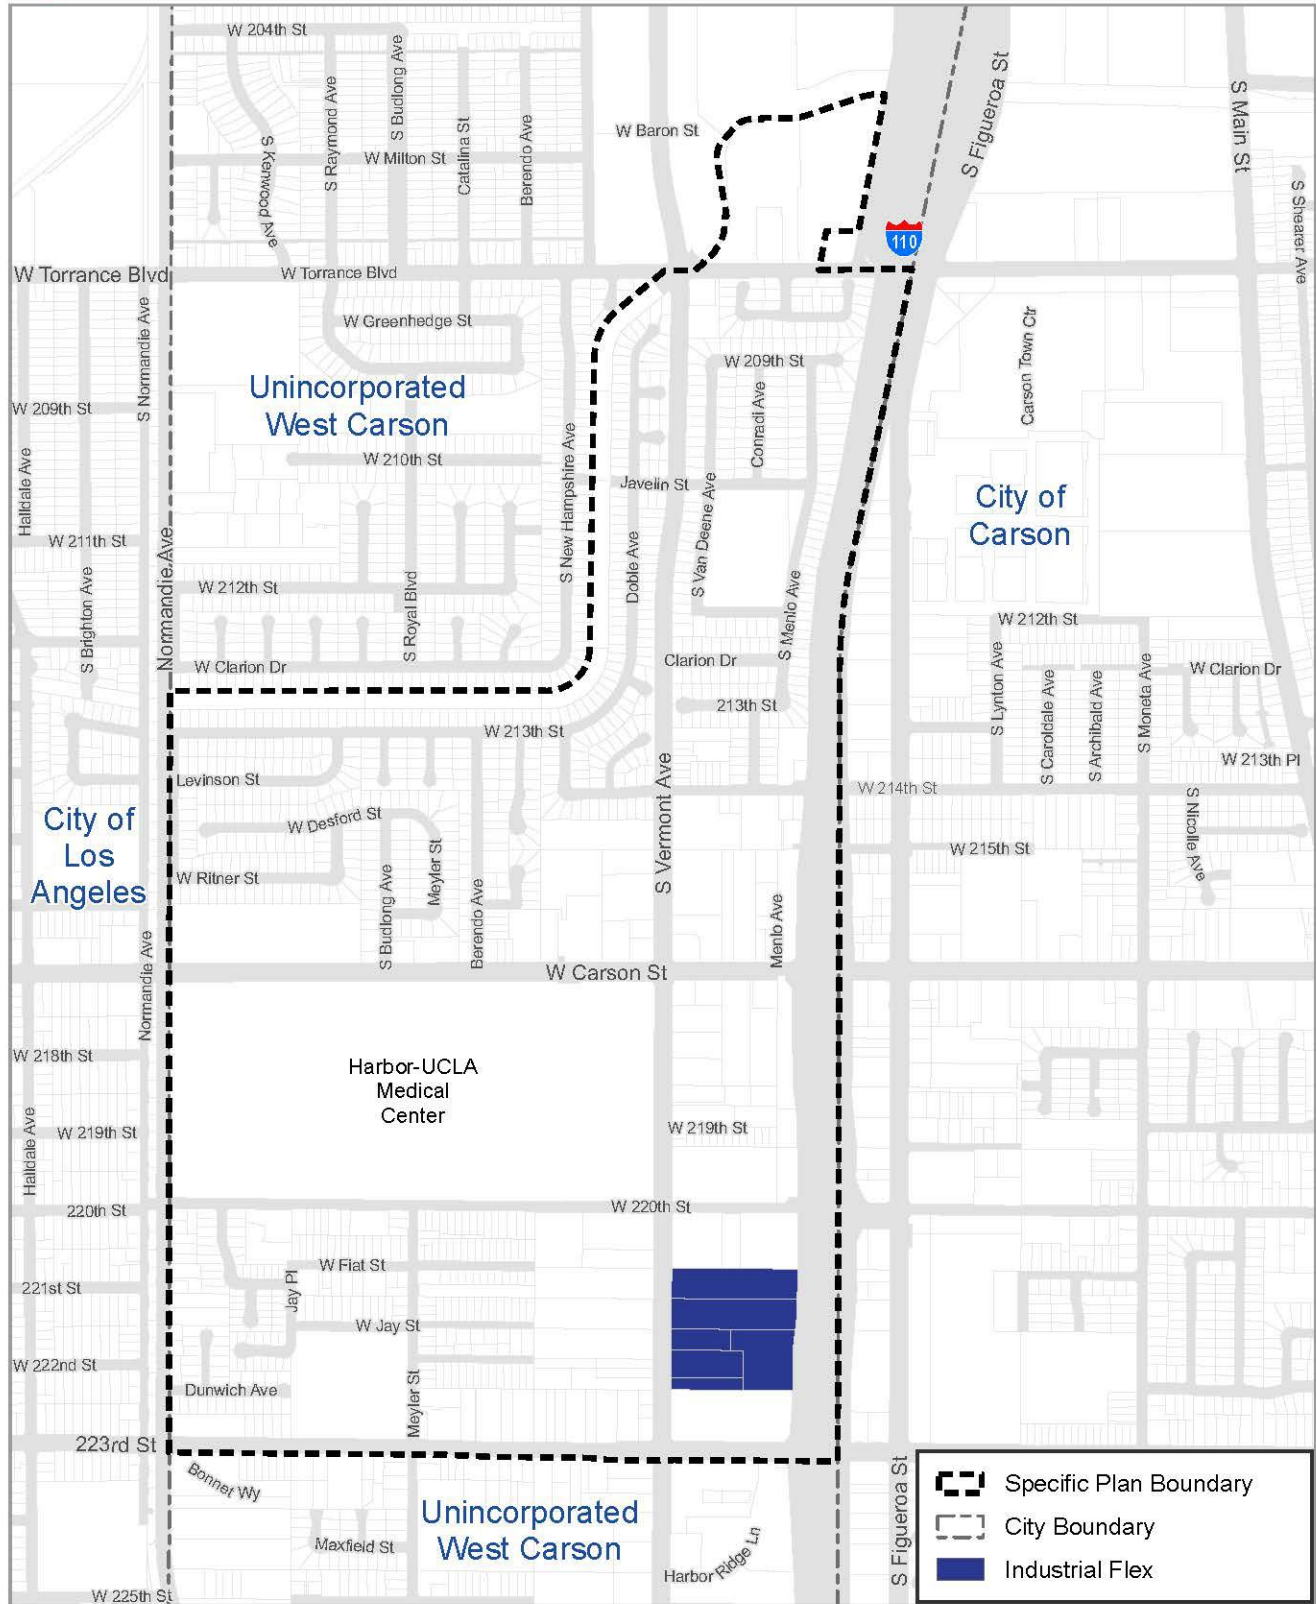 W 204th St
S Kenwood Ave
S Raymond Ave
S Budlong Ave
Catalina St
Berendo Ave
W Milton St
W Baron St
S Figueroa St
S Main St
S Shearer Ave
110
W Torrance Blvd
W Torrance Blvd
S Normandie Ave
W Greenhedge St
W 209th St
Unincorporated
West Carson
W 209th St
Halldale Ave
W 210th St
S New Hampshire Ave
Javelin St
Conradi Ave
S Van Deene Ave
Carson Town Ctr
City of
Carson
W 211th St
S Brighton Ave
Normandie Ave
W 212th St
S Royal Blvd
Doble Ave
S Menlo Ave
W 212th St
W Clarion Dr
Clarion Dr
W Clarion Dr
S Lynton Ave
S Caroldale Ave
S Archibald Ave
S Moneta Ave
213th St
W 213th St
W 213th Pl
Levinson St
W 214th St
S Nicolle Ave
City of
Los
Angeles
W Desford St
Meyler St
S Vermont Ave
W 215th St
W Ritner St
S Budlong Ave
Berendo Ave
Menlo Ave
Normandie Ave
W Carson St
W 218th St
Harbor-UCLA
Medical
Center
Halldale Ave
W 219th St
W 219th St
220th St
W 220th St
W Fiat St
Jay Pl
221st St
W Jay St
W 222nd St
Dunwich Ave
Meyler St
223rd St
Bonnet Wy
Unincorporated
West Carson
Maxfield St
Harbor Ridge Ln
S Figueroa St
W 225th St
Specific Plan Boundary
City Boundary
Industrial Flex